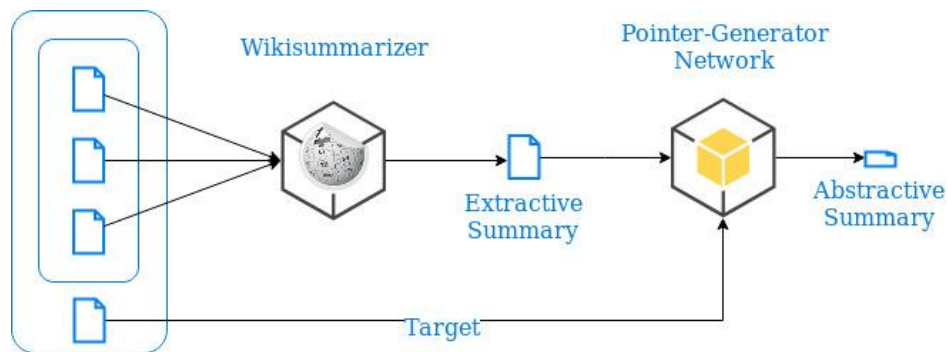 Wikisummarizer
Pointer-Generator
Network
Extractive
Summary
Abstractive
Summary
Target